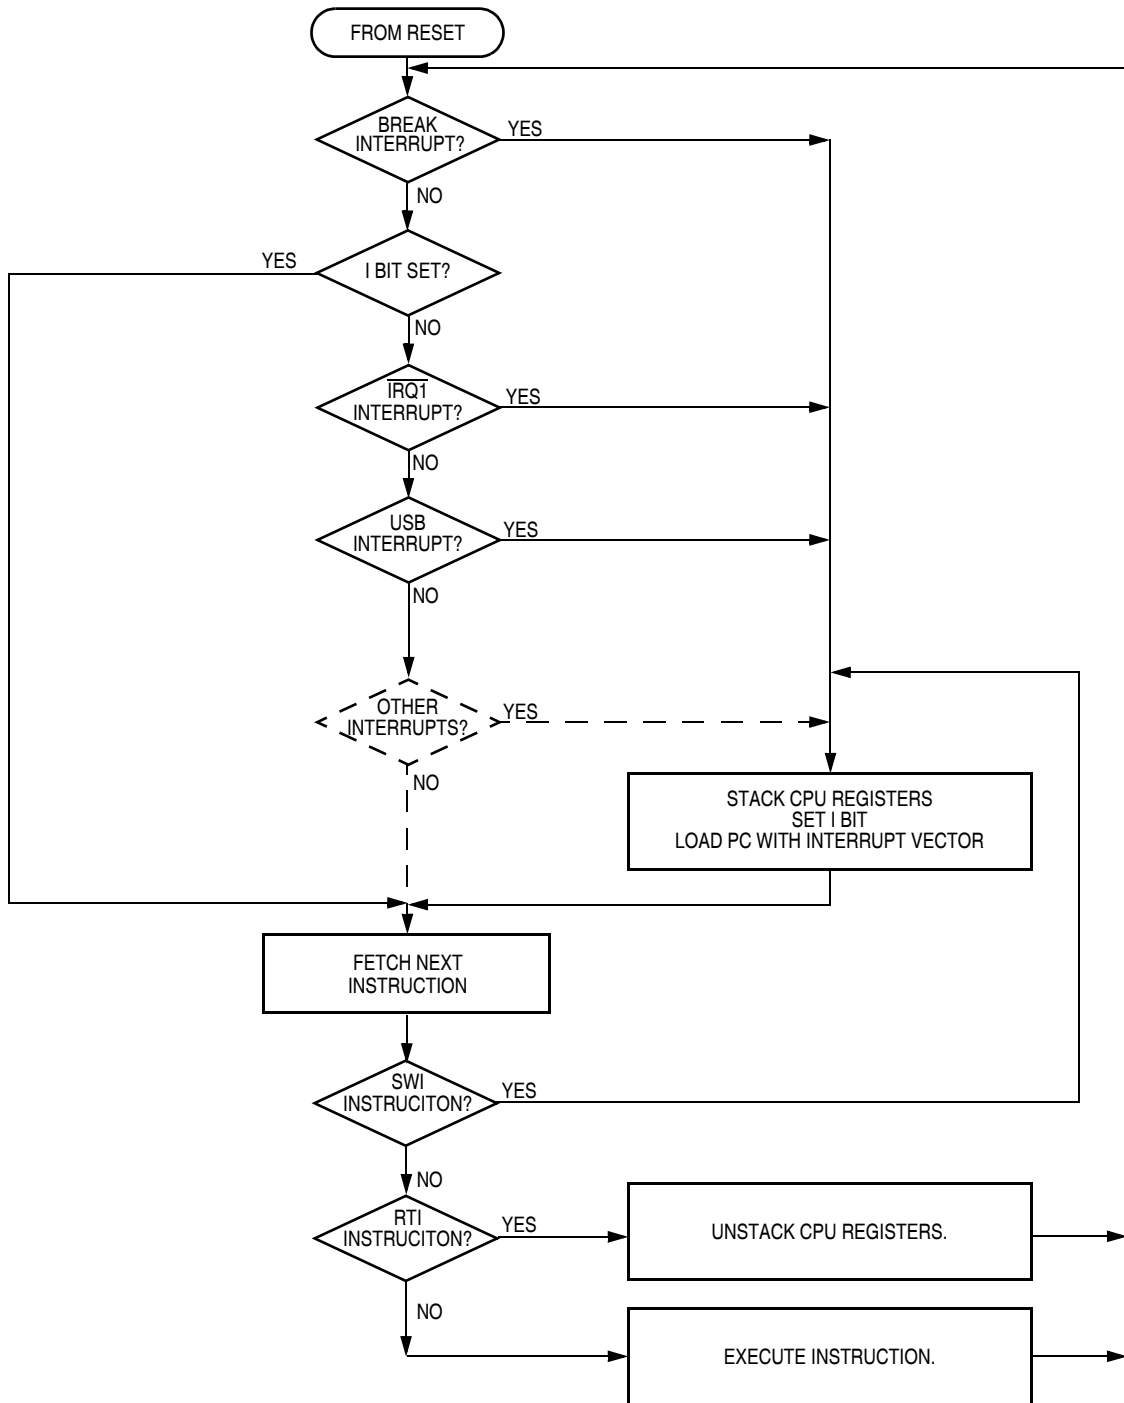 FROM RESET
BREAK
INTERRUPT?
YES
NO
I BIT SET?
YES
NO
IRQ1
INTERRUPT?
YES
NO
USB
INTERRUPT?
YES
NO
OTHER
INTERRUPTS?
YES
NO
STACK CPU REGISTERS
SET I BIT
LOAD PC WITH INTERRUPT VECTOR
FETCH NEXT
INSTRUCTION
SWI
INSTRUCITON?
YES
NO
RTI
INSTRUCITON?
YES
UNSTACK CPU REGISTERS.
NO
EXECUTE INSTRUCTION.